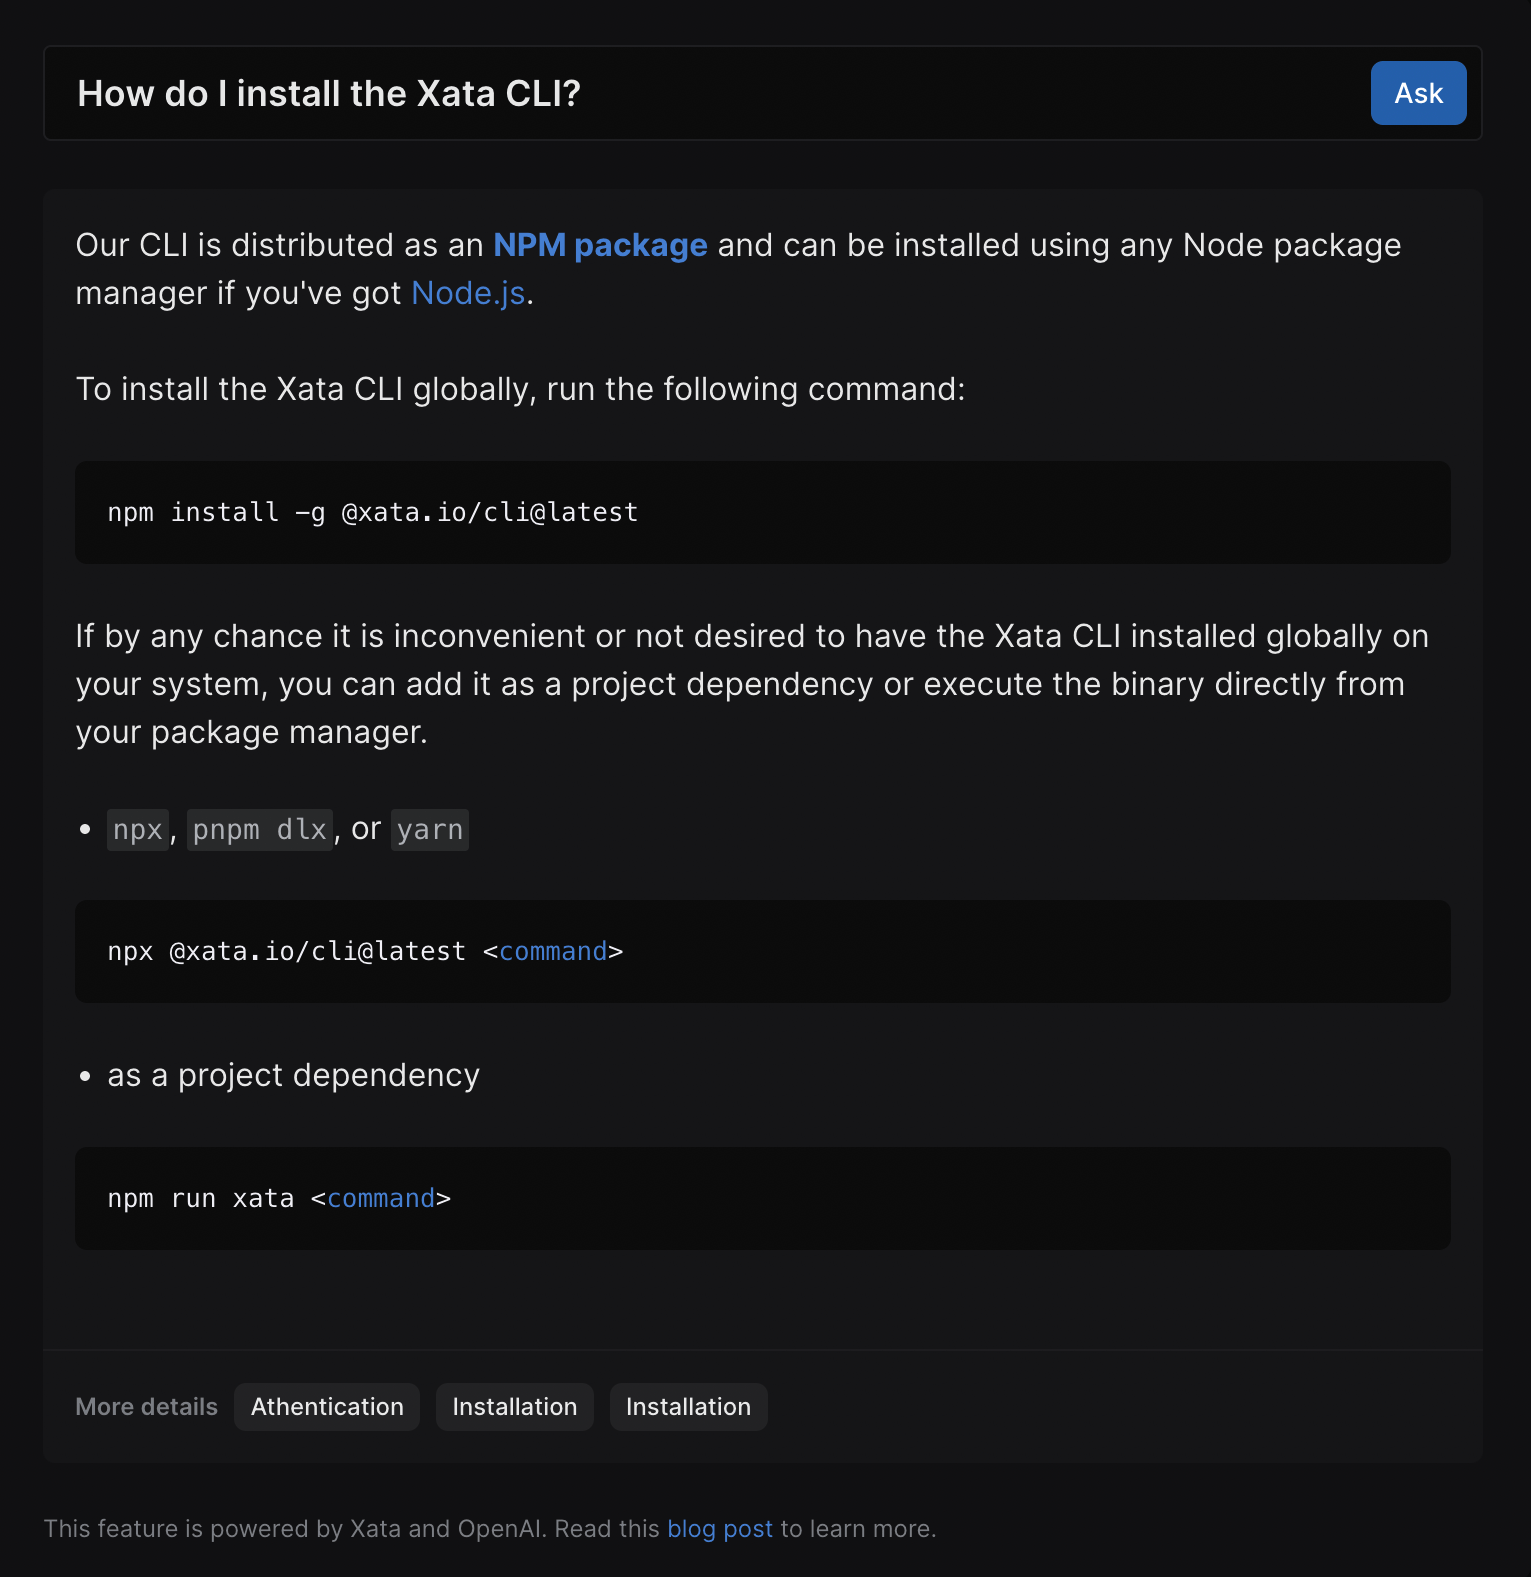 How do I install the Xata CLI?
Ask
Our CLI is distributed as an NPM package and can be installed using any Node package
manager if you've got Node.js.
To install the Xata CLI globally, run the following command:
npm install -g @xata.io/cli@latest
If by any chance it is inconvenient or not desired to have the Xata CLI installed globally on
your system, you can add it as a project dependency or execute the binary directly from
your package manager.
• npx, pnpm dlx, or yarn
npx @xata.io/cli@latest <command>
• as a project dependency
npm run xata <command>
More details Athentication Installation Installation
This feature is powered by Xata and OpenAI. Read this blog post to learn more.